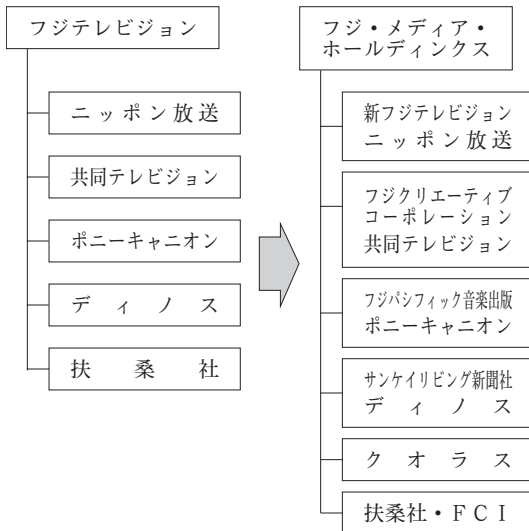 フジテレビジョン
ニッポン放送
共同テレビジョン
ポニーキャニオン
ディノス
扶桑社
フジ・メディア・
ホールディンクス
新フジテレビジョン
ニッポン放送
フジクリエーティブ
コーポレーション
共同テレビジョン
フジパシフィック音楽出版
ポニーキャニオン
サンケイリビング新聞社
ディノス
クオラス
扶桑社・FCI